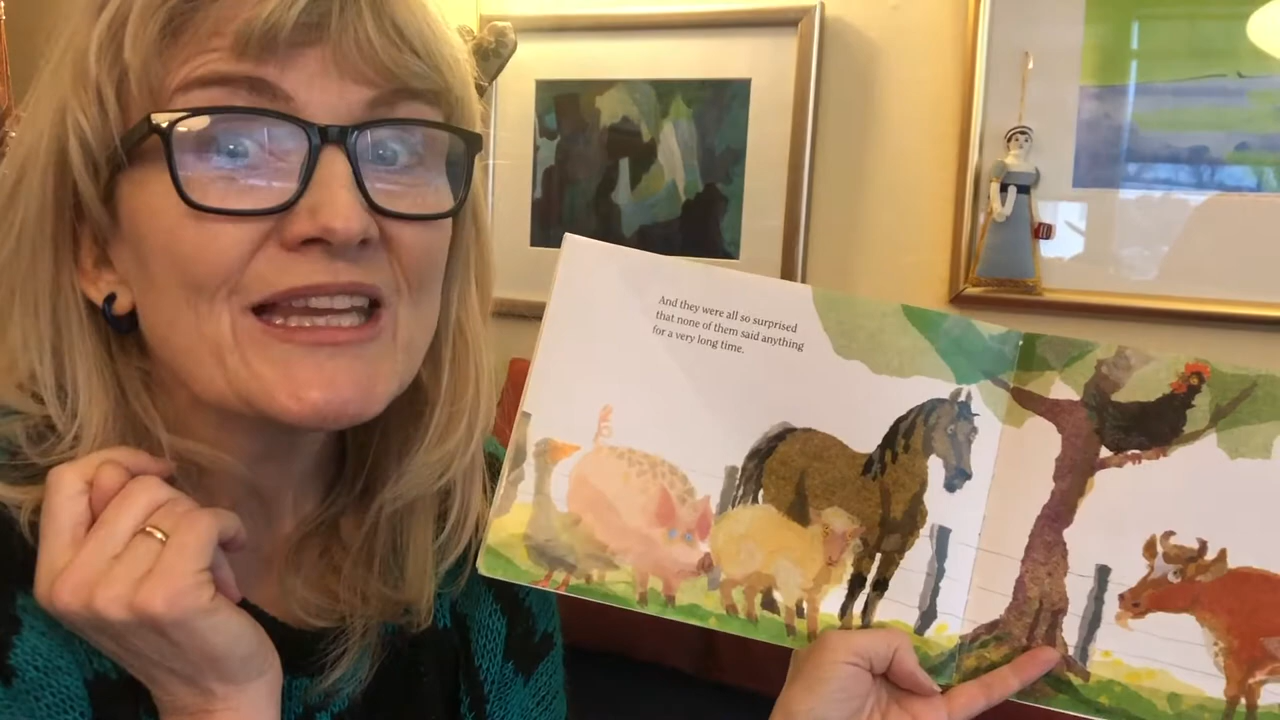 And they were all so surprised
that none of them said anything
for a very long time.